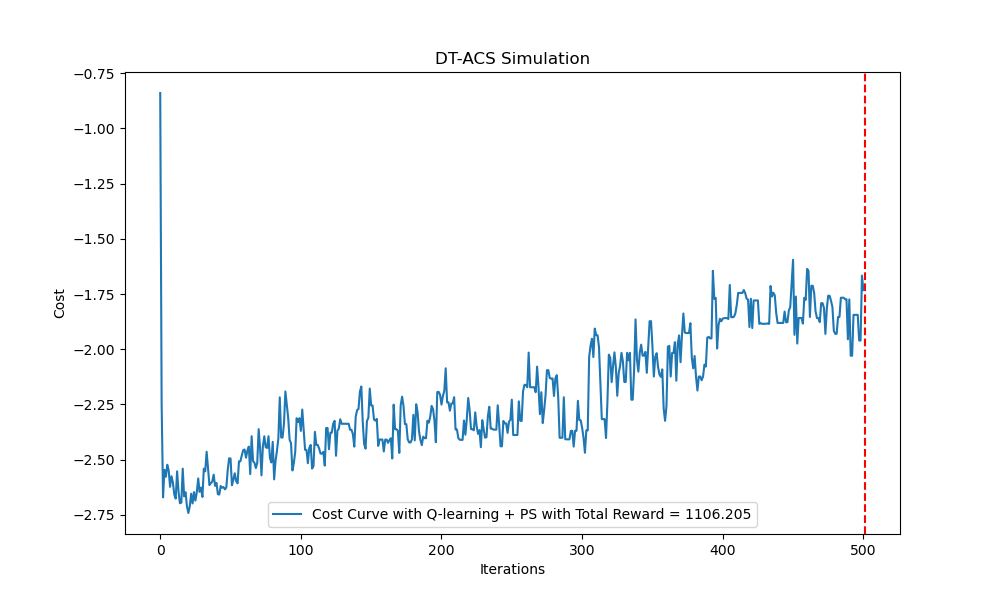 DT-ACS Simulation
Cost
−0.75
−1.00
−1.25
−1.50
−1.75
−2.00
−2.25
−2.50
−2.75
Cost Curve with Q-learning + PS with Total Reward = 1106.205
0 100 200 300 400 500
Iterations